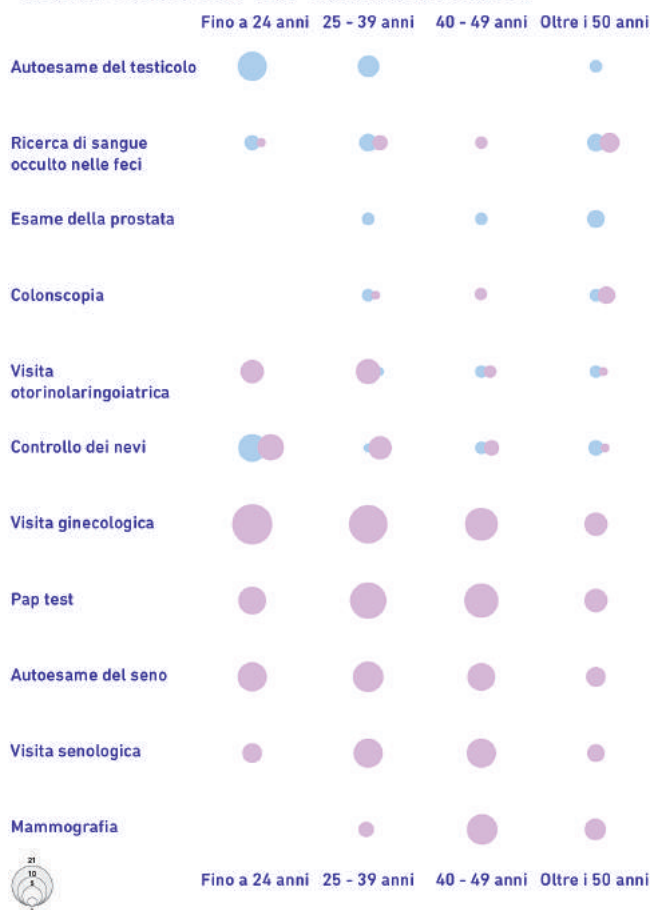 Fino a 24 anni 25 - 39 anni 40 - 49 anni Oltre i 50 anni
Autoesame del testicolo
Ricerca di sangue
occulto nelle feci
Esame della prostata
Colonscopia
Visita
otorinolaringoiatrica
Controllo dei nevi
Visita ginecologica
Pap test
Autoesame del seno
Visita senologica
Mammografia
21
10
5
Fino a 24 anni 25 - 39 anni 40 - 49 anni Oltre i 50 anni